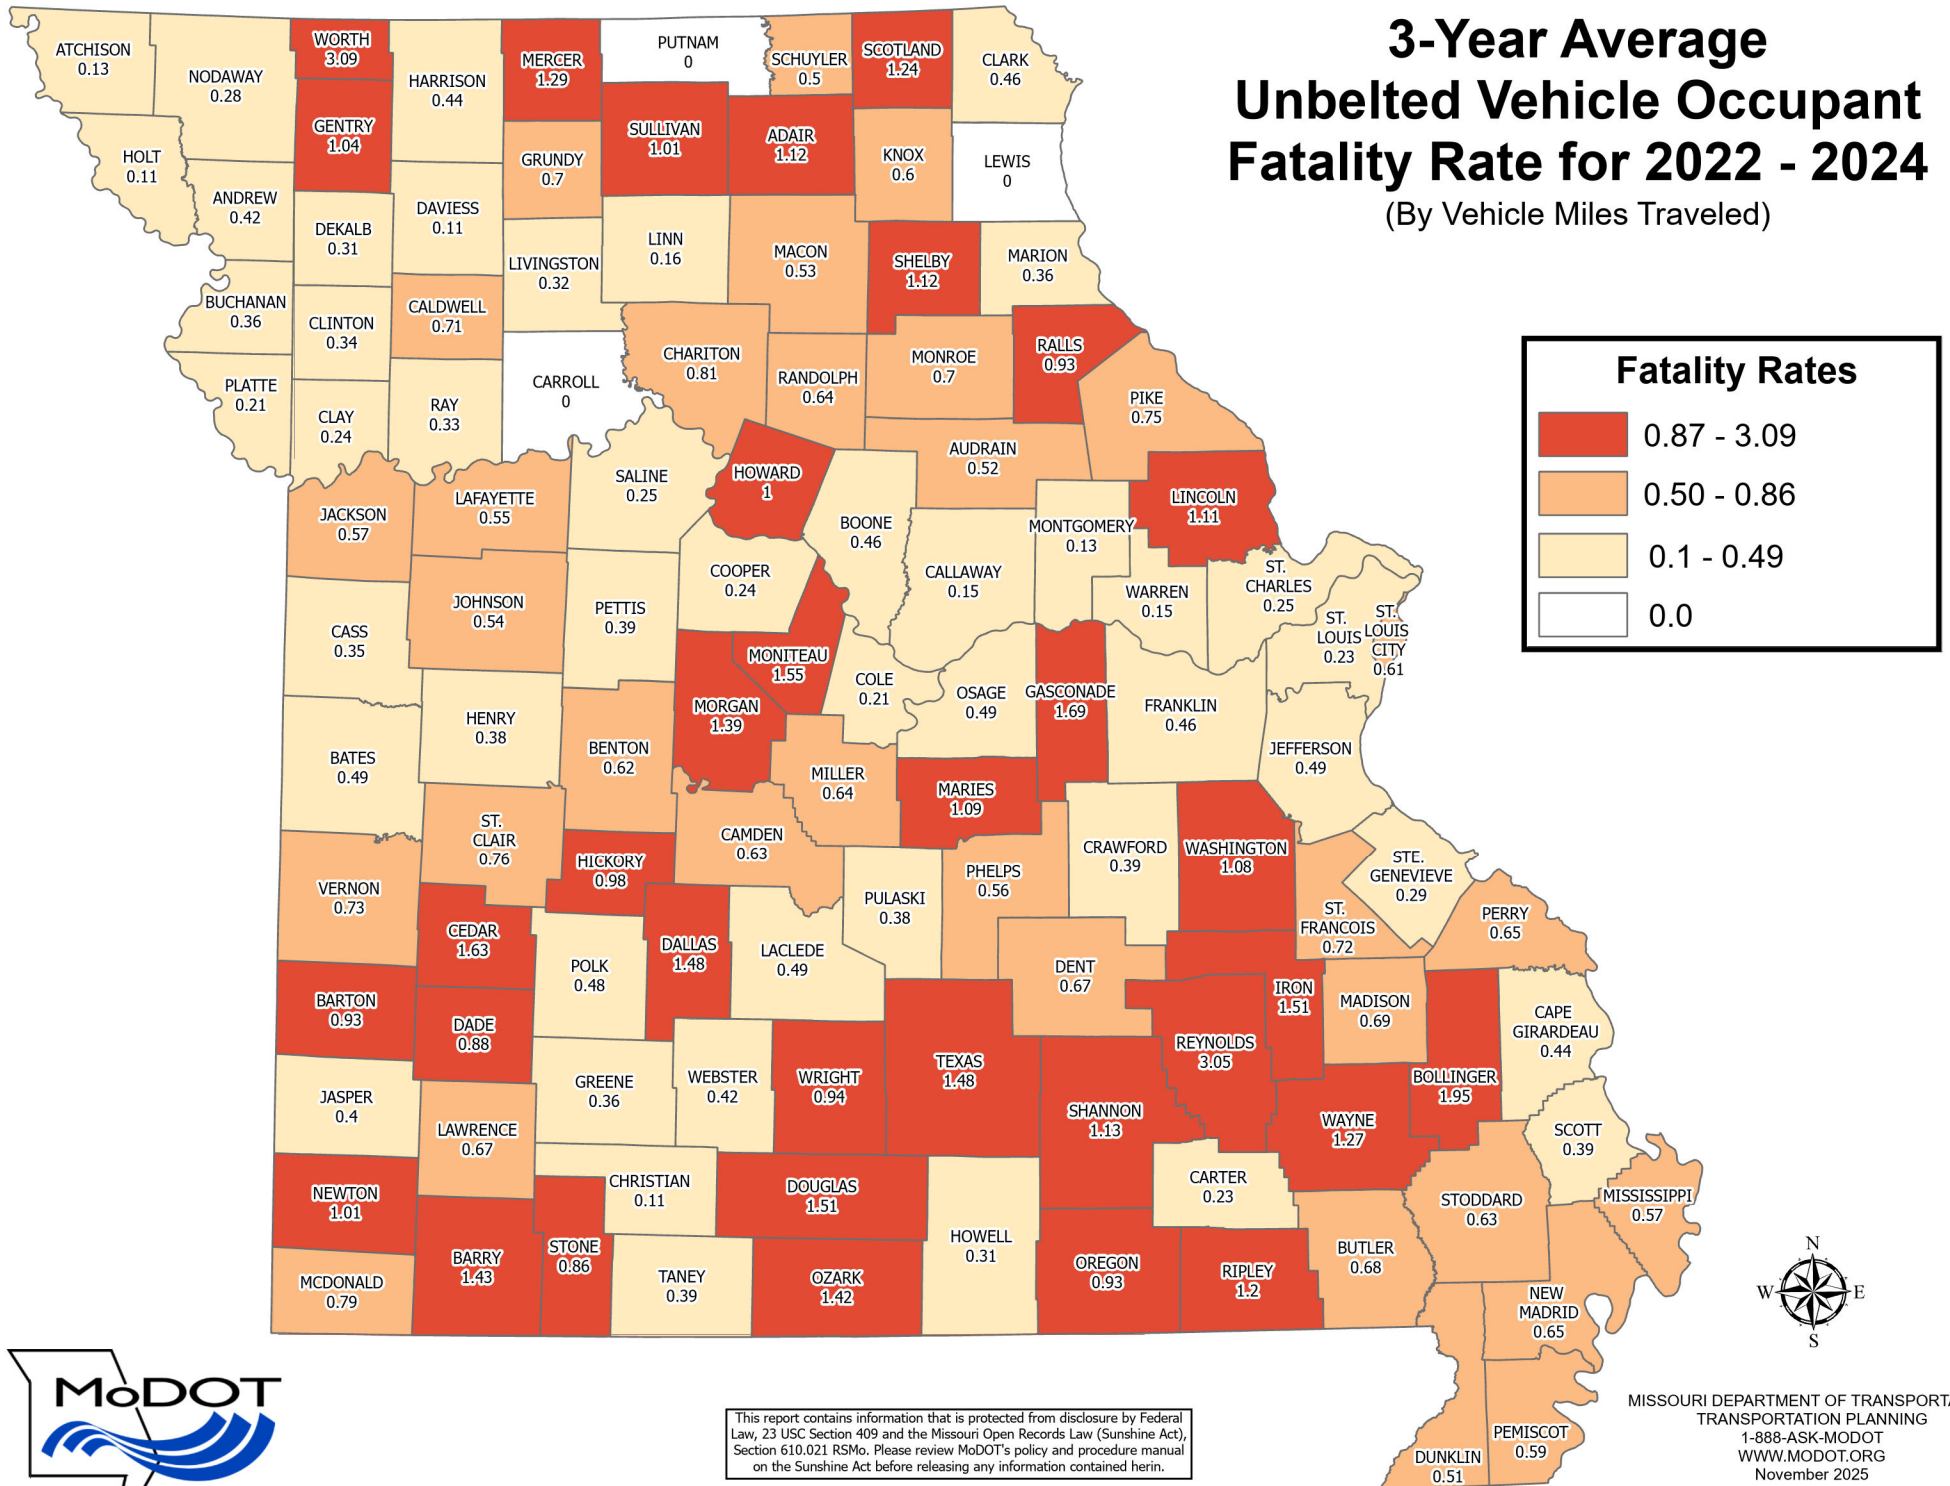 3-Year Average
Unbelted Vehicle Occupant
Fatality Rate for 2022 - 2024
(By Vehicle Miles Traveled)
Fatality Rates
0.87 - 3.09
0.50 - 0.86
0.1 - 0.49
0.0
ATCHISON
0.13
NODAWAY
0.28
WORTH
3.09
HARRISON
0.44
MERCER
1.29
PUTNAM
0
SCHUYLER
0.5
SCOTLAND
1.24
CLARK
0.46
HOLT
0.11
GENTRY
1.04
GRUNDY
0.7
SULLIVAN
1.01
ADAIR
1.12
KNOX
0.6
LEWIS
0
ANDREW
0.42
DEKALB
0.31
DAVIESS
0.11
LIVINGSTON
0.32
LINN
0.16
MACON
0.53
SHELBY
1.12
MARION
0.36
BUCHANAN
0.36
CLINTON
0.34
CALDWELL
0.71
CHARITON
0.81
RANDOLPH
0.64
MONROE
0.7
RALLS
0.93
PIKE
0.75
PLATTE
0.21
CLAY
0.24
RAY
0.33
CARROLL
0
SALINE
0.25
HOWARD
1
AUDRAIN
0.52
LINCOLN
1.11
JACKSON
0.57
LAFAYETTE
0.55
BOONE
0.46
MONTGOMERY
0.13
COOPER
0.24
CALLAWAY
0.15
WARREN
0.15
ST.
CHARLES
0.25
JOHNSON
0.54
PETTIS
0.39
CASS
0.35
ST.
LOUIS
0.23
ST.
LOUIS
CITY
0.61
MONITEAU
1.55
COLE
0.21
OSAGE
0.49
GASCONADE
1.69
FRANKLIN
0.46
HENRY
0.38
MORGAN
1.39
JEFFERSON
0.49
BATES
0.49
BENTON
0.62
MILLER
0.64
MARIES
1.09
ST.
CLAIR
0.76
CAMDEN
0.63
CRAWFORD
0.39
WASHINGTON
1.08
STE.
GENEVIEVE
0.29
HICKORY
0.98
PHELPS
0.56
VERNON
0.73
PULASKI
0.38
ST.
FRANCOIS
0.72
PERRY
0.65
CEDAR
1.63
DALLAS
1.48
LACLEDE
0.49
POLK
0.48
DENT
0.67
IRON
1.51
MADISON
0.69
BARTON
0.93
DADE
0.88
CAPE
GIRARDEAU
0.44
REYNOLDS
3.05
TEXAS
1.48
GREENE
0.36
WEBSTER
0.42
WRIGHT
0.94
BOLLINGER
1.95
JASPER
0.4
SHANNON
1.13
WAYNE
1.27
LAWRENCE
0.67
SCOTT
0.39
CARTER
0.23
NEWTON
1.01
CHRISTIAN
0.11
DOUGLAS
1.51
STODDARD
0.63
MISSISSIPPI
0.57
HOWELL
0.31
STONE
0.86
BARRY
1.43
BUTLER
0.68
OREGON
0.93
RIPLEY
1.2
MCDONALD
0.79
TANEY
0.39
OZARK
1.42
NEW
MADRID
0.65
PEMISCOT
0.59
DUNKLIN
0.51
N
W
E
S
MoDOT
This report contains information that is protected from disclosure by Federal
Law, 23 USC Section 409 and the Missouri Open Records Law (Sunshine Act),
Section 610.021 RSMo. Please review MoDOT's policy and procedure manual
on the Sunshine Act before releasing any information contained herin.
MISSOURI DEPARTMENT OF TRANSPORTA
TRANSPORTATION PLANNING
1-888-ASK-MODOT
WWW.MODOT.ORG
November 2025